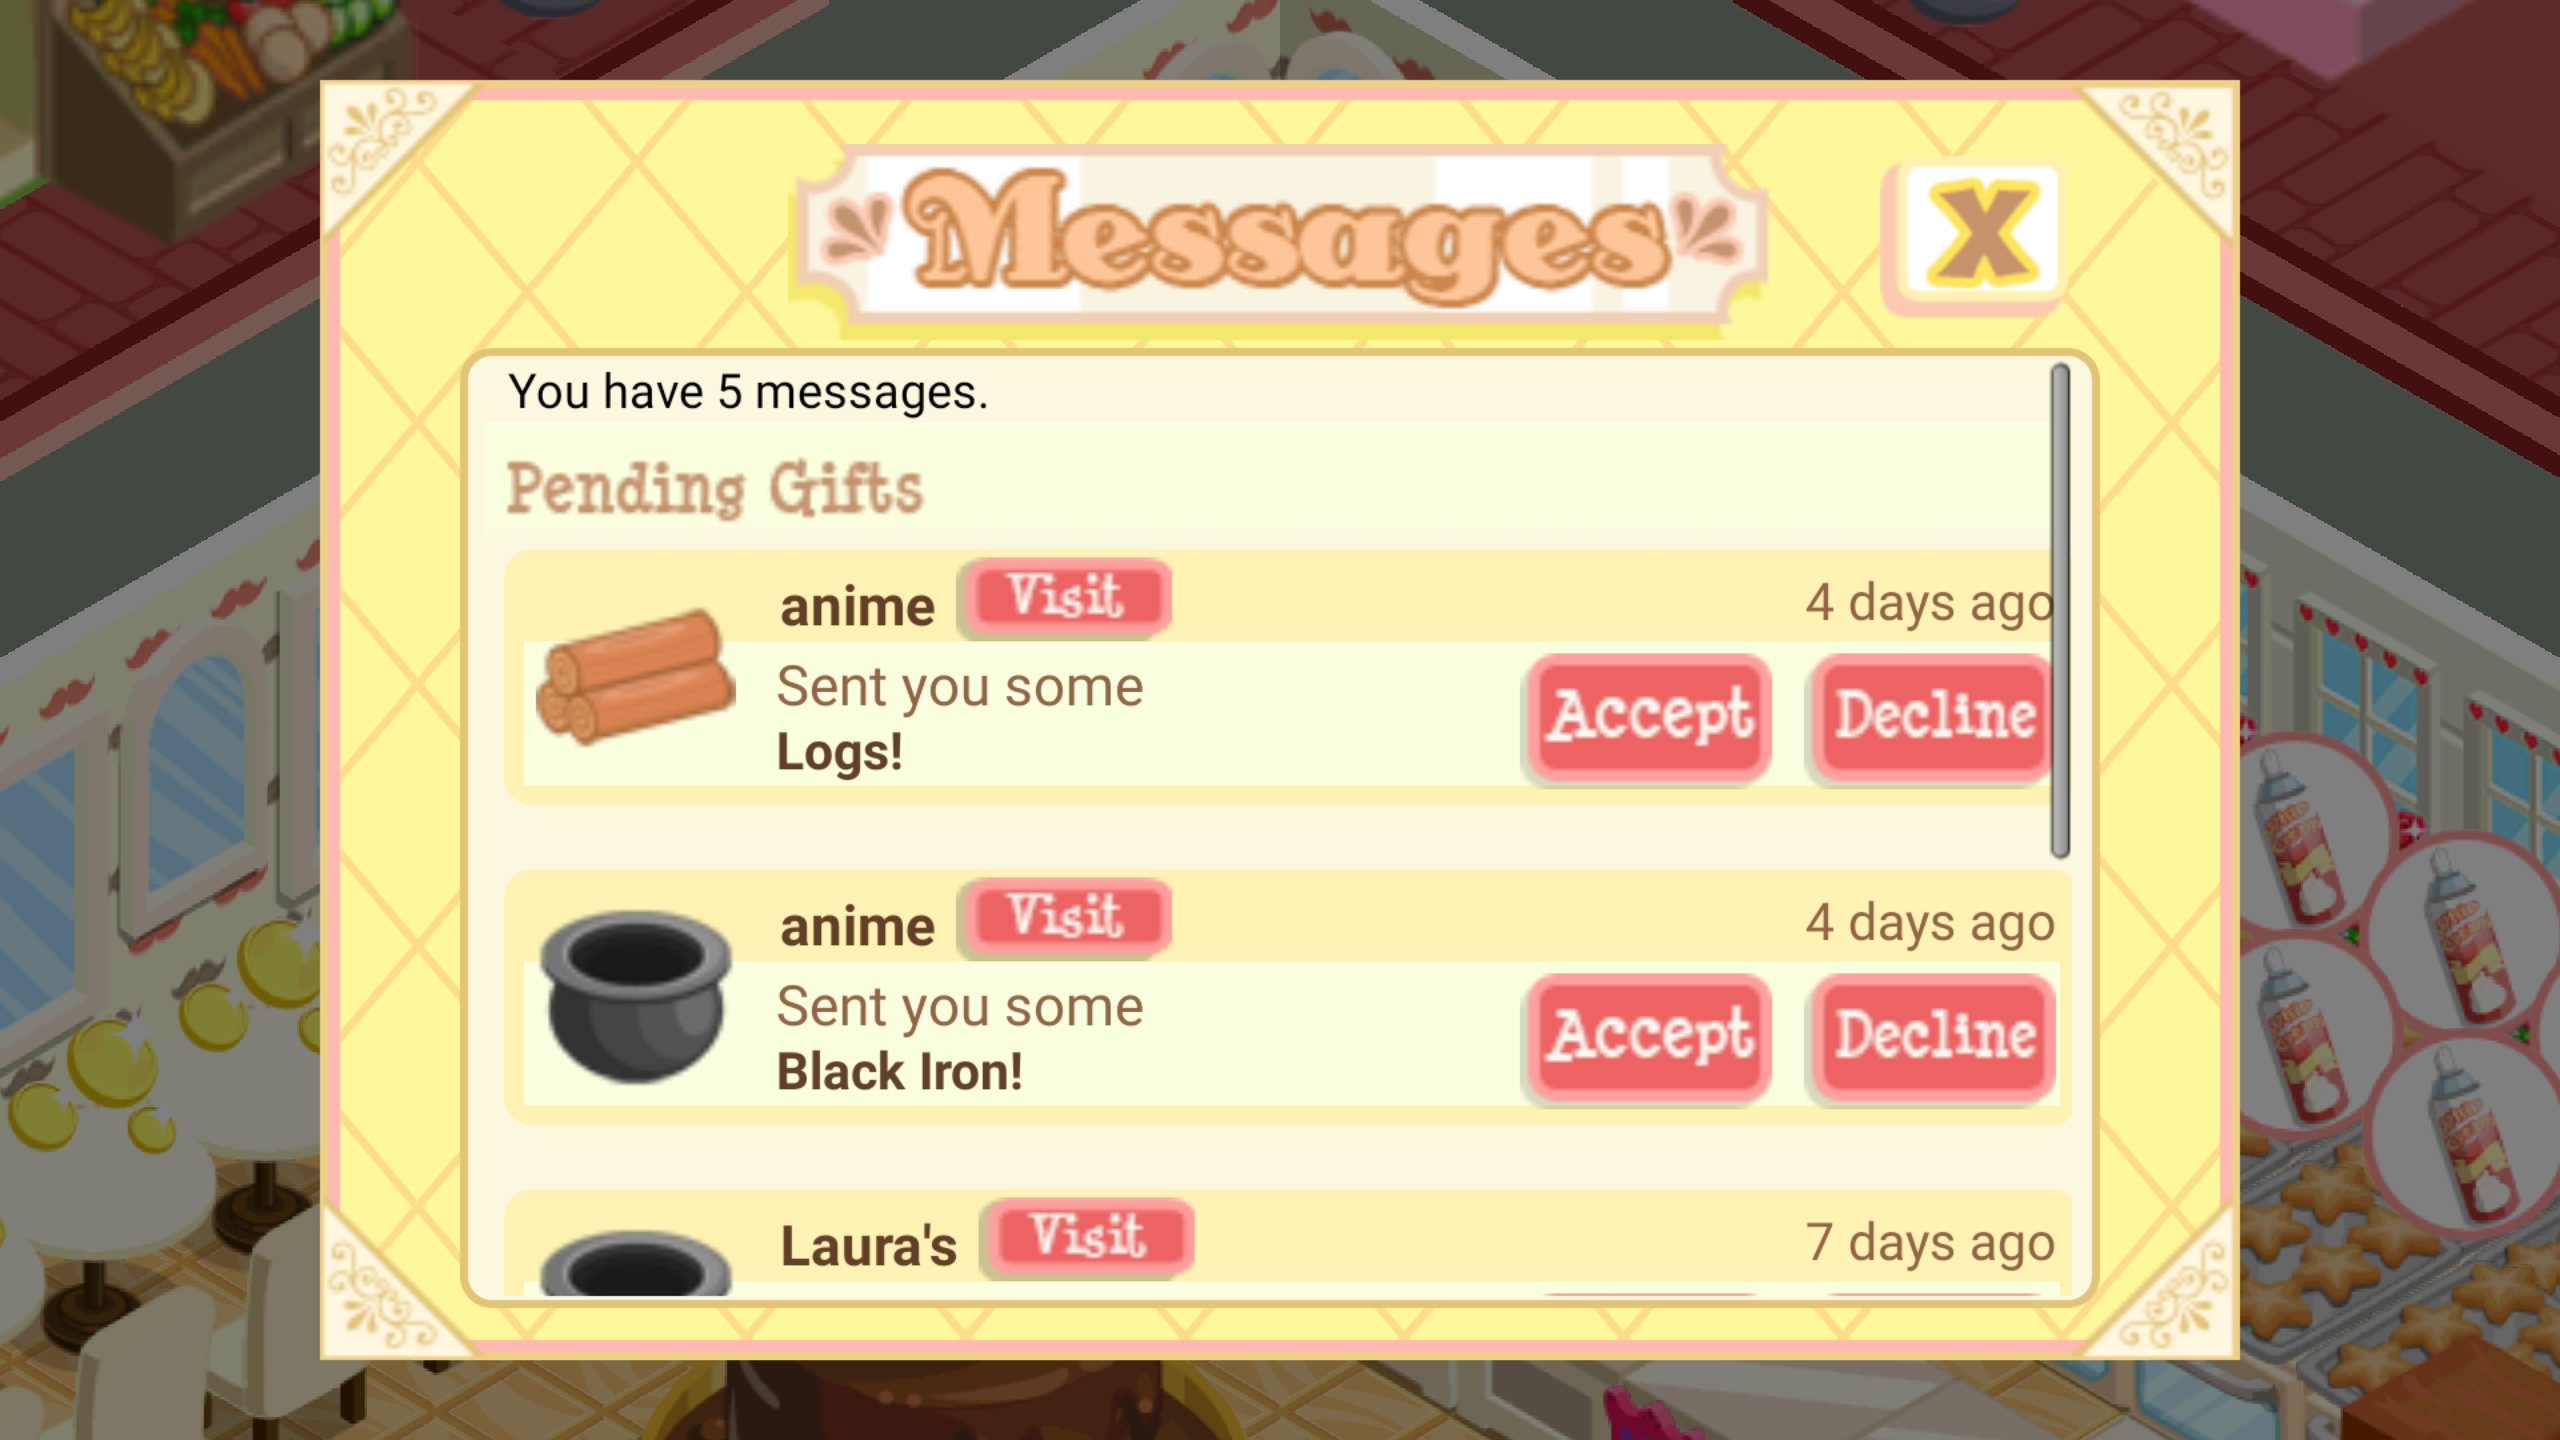 Messages
X
You have 5 messages.
Pending Gifts
anime Visit 4 days ago
Sent you some
Logs!
Accept Decline
anime Visit 4 days ago
Sent you some
Black Iron!
Accept Decline
Laura's Visit 7 days ago